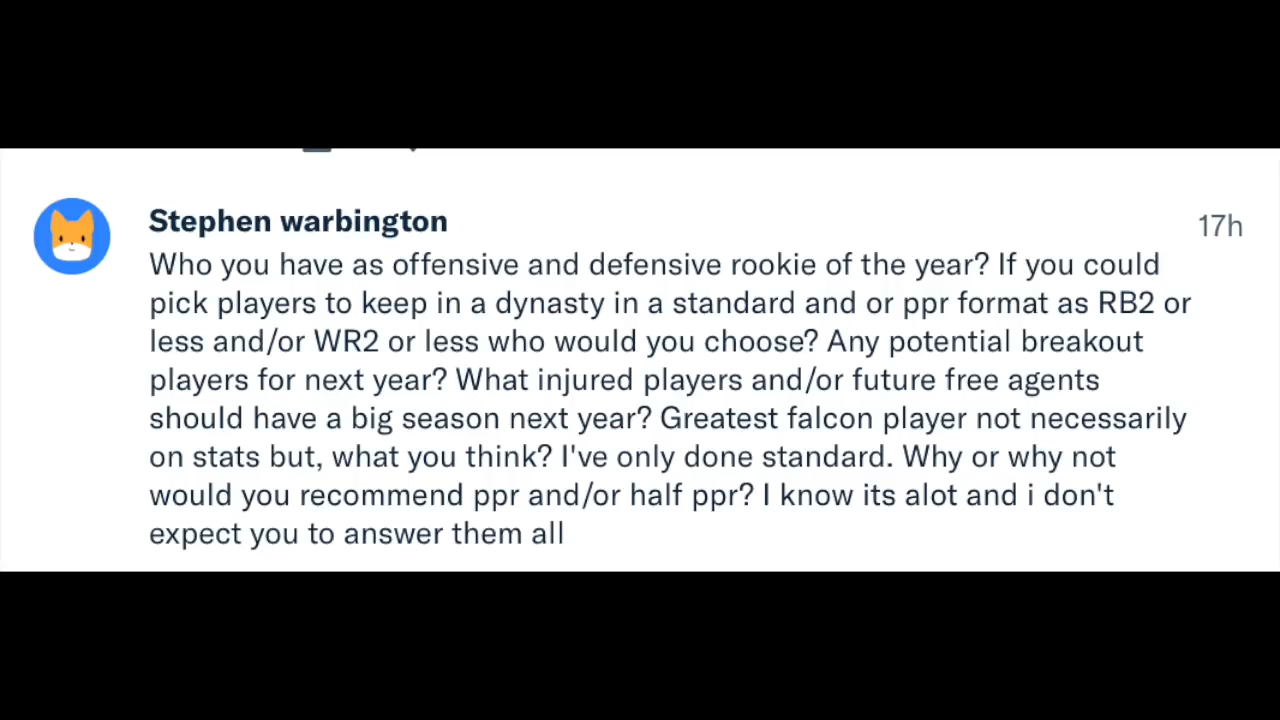 Stephen warbington
17h
Who you have as offensive and defensive rookie of the year? If you could
pick players to keep in a dynasty in a standard and or ppr format as RB2 or
less and/or WR2 or less who would you choose? Any potential breakout
players for next year? What injured players and/or future free agents
should have a big season next year? Greatest falcon player not necessarily
on stats but, what you think? I've only done standard. Why or why not
would you recommend ppr and/or half ppr? I know its alot and i don't
expect you to answer them all